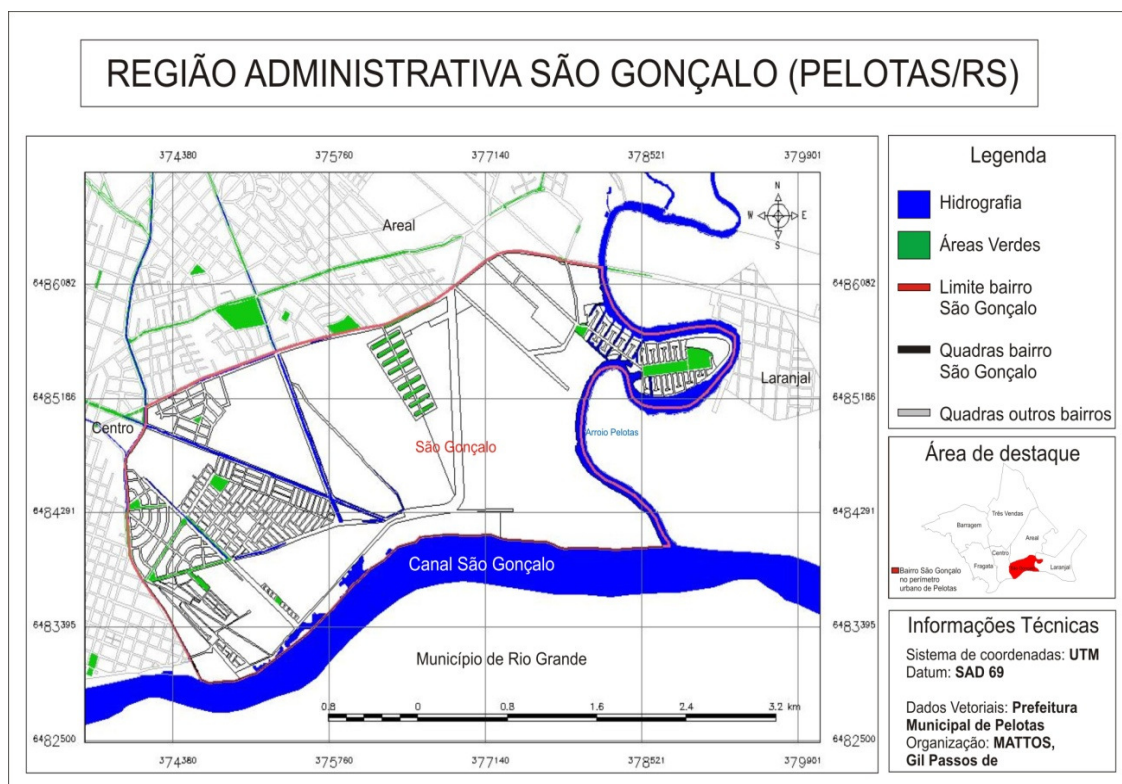 REGIÃO ADMINISTRATIVA SÃO GONÇALO (PELOTAS/RS)
374380 375760 377140 378521 379901
N
W E
S
Areal
6486082 6486082
Laranjal
6485186 6485186
Centro
São Gonçalo
Arroio Pelotas
6484291 6484291
Canal São Gonçalo
6483395 6483395
Município de Rio Grande
0.8 0 0.8 1.6 2.4 3.2 km
6482500 6482500
374380 375760 377140 378521 379901
Legenda
Hidrografia
Áreas Verdes
Limite bairro
São Gonçalo
Quadras bairro
São Gonçalo
Quadras outros bairros
Área de destaque
Três Vendas
Barragem
Areal
Centro
Fragata
Laranjal
Bairro São Gonçalo
no perímetro
urbano de Pelotas
Informações Técnicas
Sistema de coordenadas: UTM
Datum: SAD 69
Dados Vetoriais: Prefeitura
Municipal de Pelotas
Organização: MATTOS,
Gil Passos de